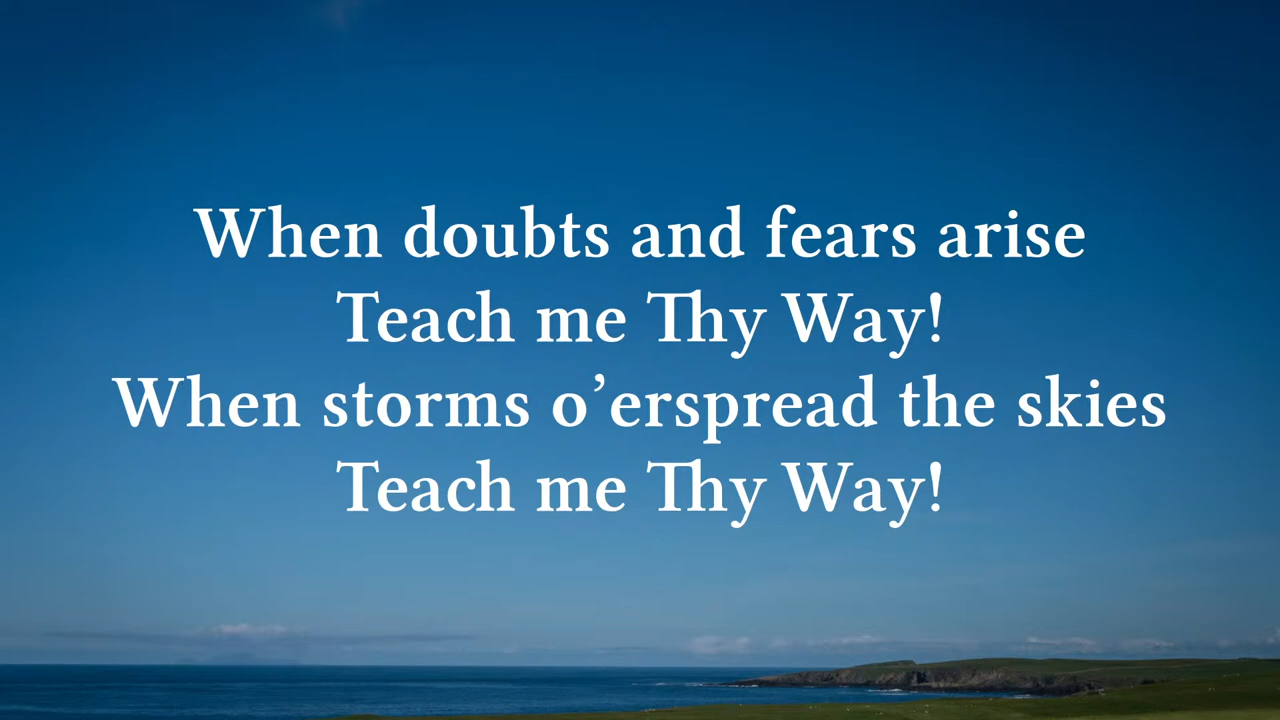 When doubts and fears arise
Teach me Thy Way!
When storms o’erspread the skies
Teach me Thy Way!